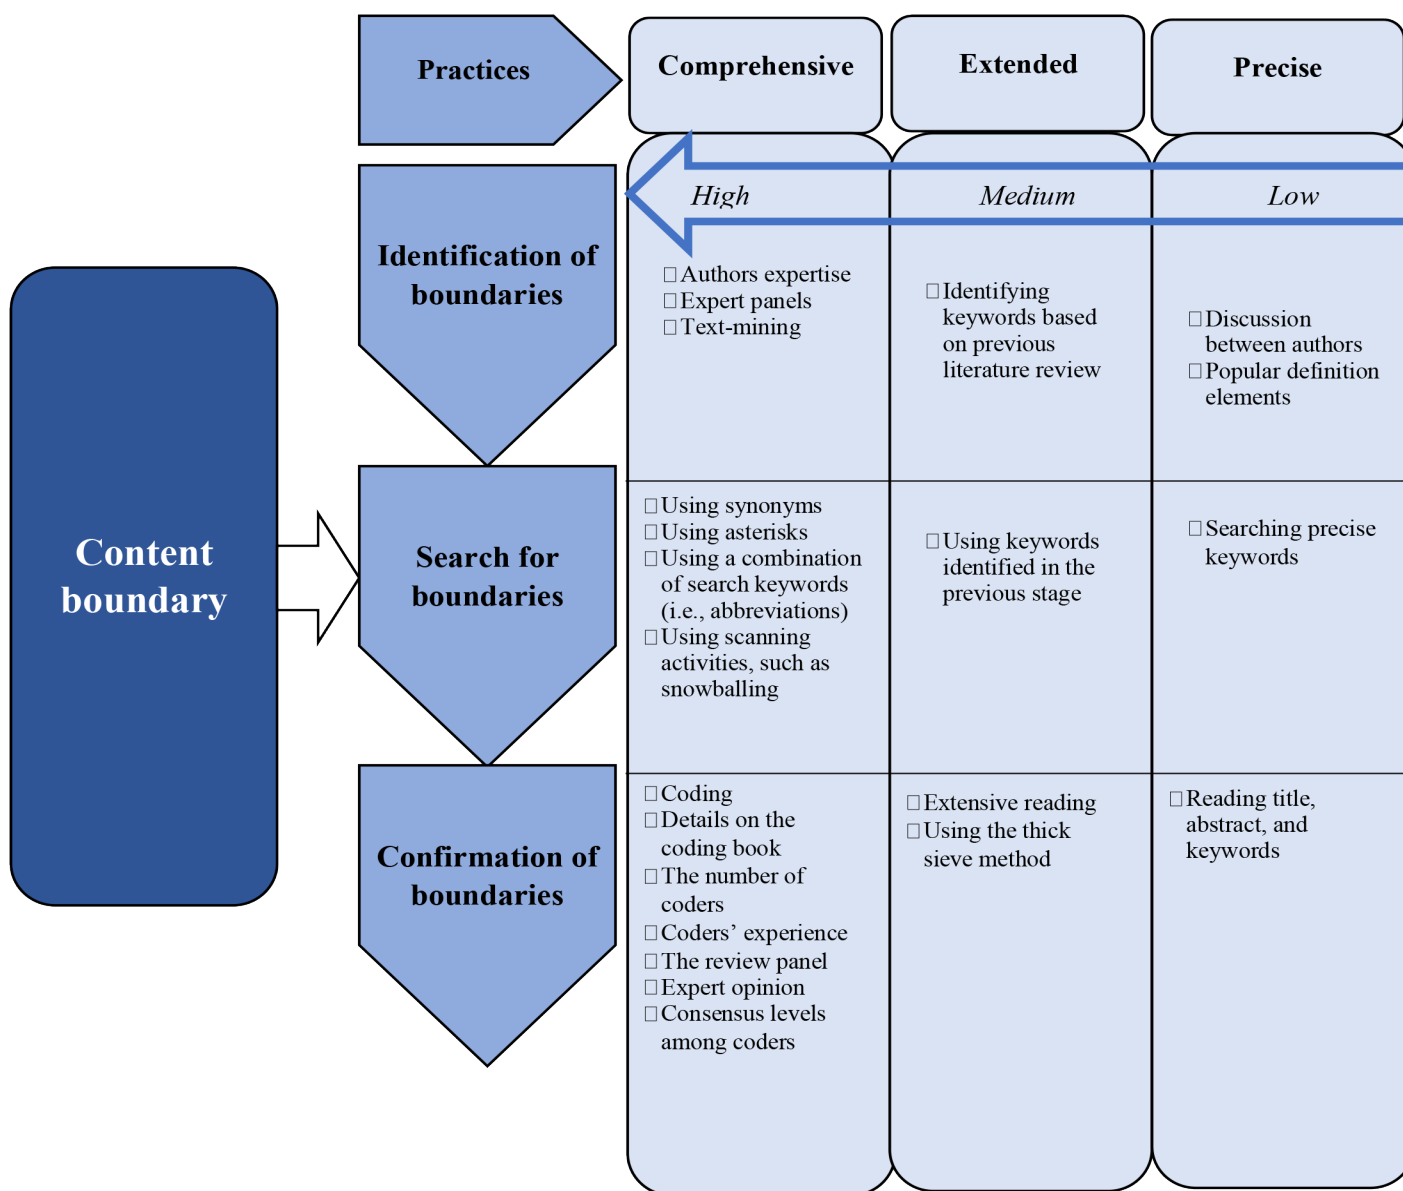 Practices
Comprehensive
Extended
Precise
High
Medium
Low
Content
boundary
Identification of
boundaries
□ Authors expertise
□ Expert panels
□ Text-mining
□ Identifying
keywords based
on previous
literature review
□ Discussion
between authors
□ Popular definition
elements
Search for
boundaries
□ Using synonyms
□ Using asterisks
□ Using a combination
of search keywords
(i.e., abbreviations)
□ Using scanning
activities, such as
snowballing
□ Using keywords
identified in the
previous stage
□ Searching precise
keywords
Confirmation of
boundaries
□ Coding
□ Details on the
coding book
□ The number of
coders
□ Coders’ experience
□ The review panel
□ Expert opinion
□ Consensus levels
among coders
□ Extensive reading
□ Using the thick
sieve method
□ Reading title,
abstract, and
keywords